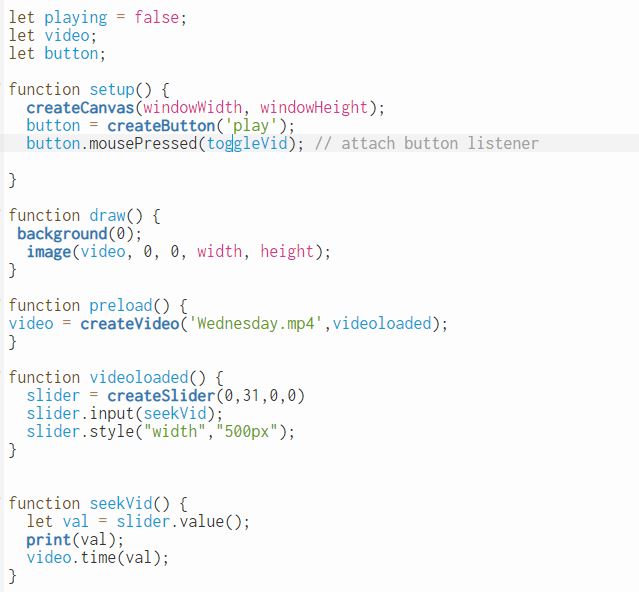 let playing = false;
let video;
let button;
function setup() {
createCanvas(windowWidth, windowHeight);
button = createButton('play');
button.mousePressed(toggleVid); // attach button listener
}
function draw() {
background(0);
image(video, 0, 0, width, height);
}
function preload() {
video = createVideo('Wednesday.mp4',videoloaded);
}
function videoloaded() {
slider = createSlider(0,31,0,0)
slider.input(seekVid);
slider.style("width","500px");
}
function seekVid() {
let val = slider.value();
print(val);
video.time(val);
}